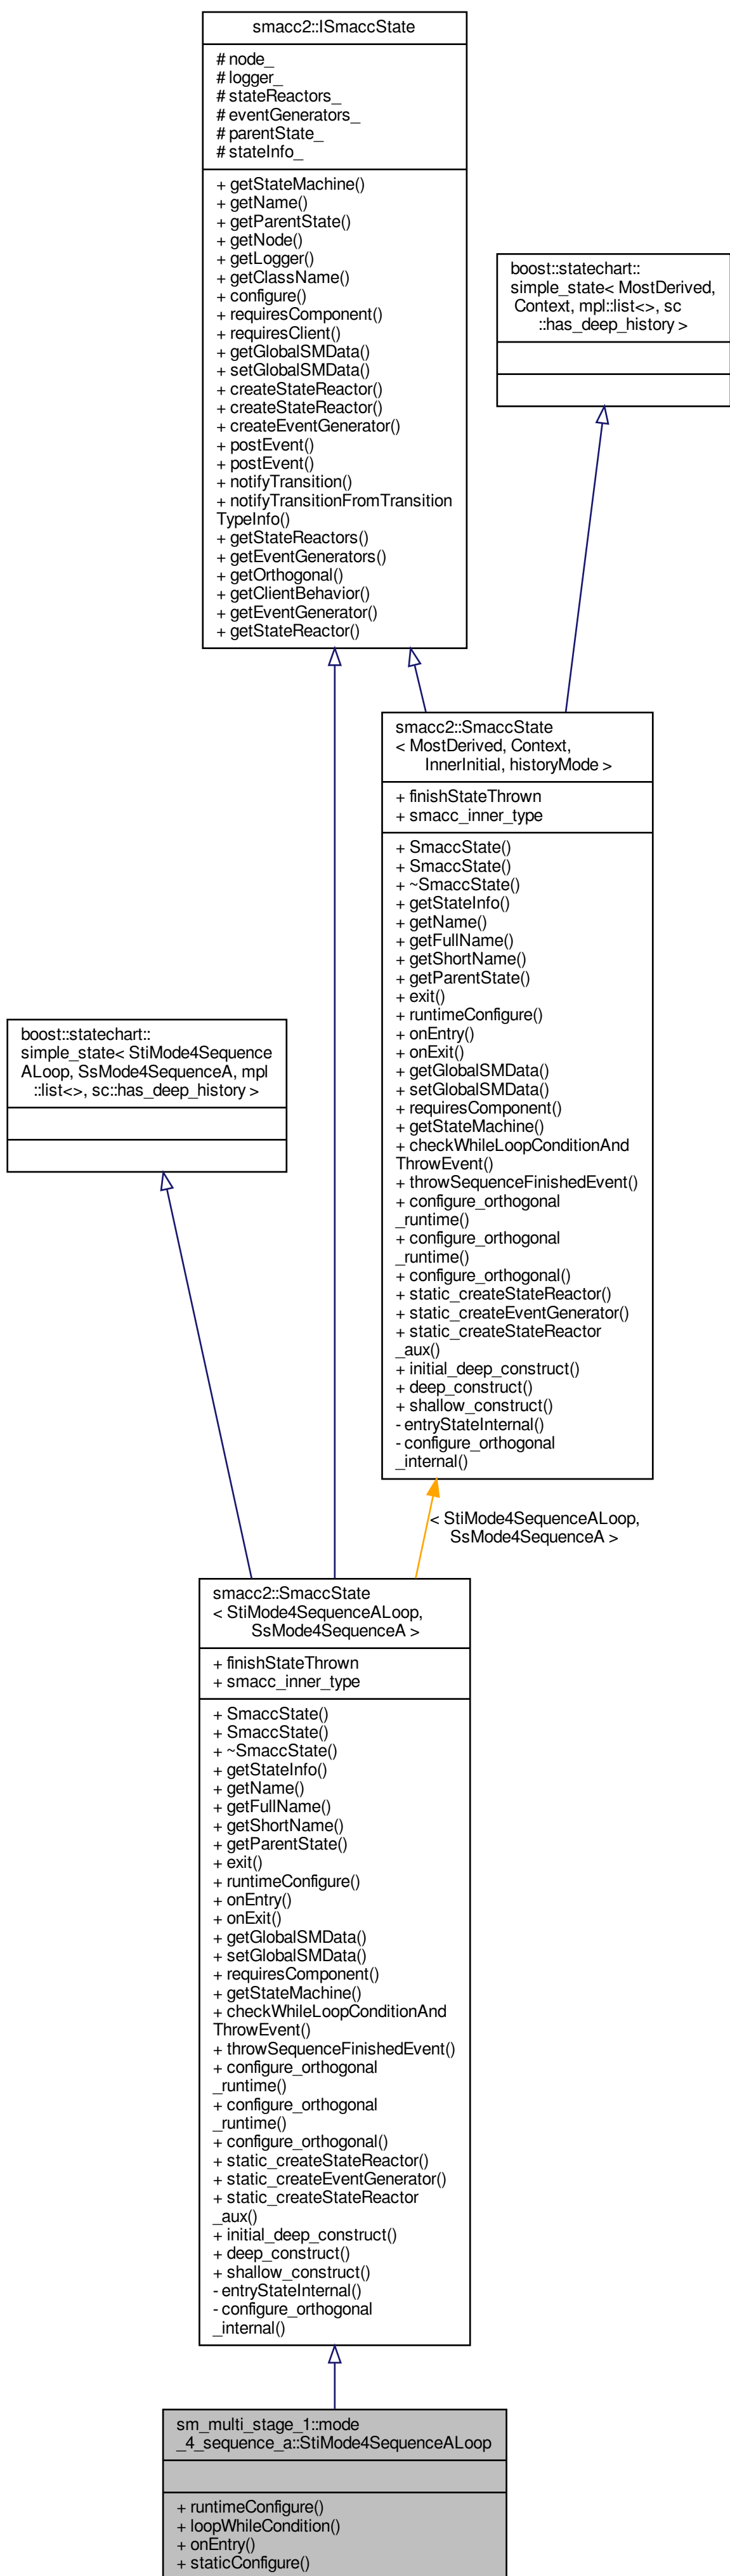 smacc2::ISmaccState
# node_
# logger_
# stateReactors_
# eventGenerators_
# parentState_
# stateInfo_
+ getStateMachine()
+ getName()
+ getParentState()
+ getNode()
+ getLogger()
+ getClassName()
+ configure()
+ requiresComponent()
+ requiresClient()
+ getGlobalSMData()
+ setGlobalSMData()
+ createStateReactor()
+ createStateReactor()
+ createEventGenerator()
+ postEvent()
+ postEvent()
+ notifyTransition()
+ notifyTransitionFromTransition
TypeInfo()
+ getStateReactors()
+ getEventGenerators()
+ getOrthogonal()
+ getClientBehavior()
+ getEventGenerator()
+ getStateReactor()
boost::statechart::
simple_state< MostDerived,
Context, mpl::list<>, sc
::has_deep_history >
smacc2::SmaccState
< MostDerived, Context,
InnerInitial, historyMode >
+ finishStateThrown
+ smacc_inner_type
+ SmaccState()
+ SmaccState()
+ ~SmaccState()
+ getStateInfo()
+ getName()
+ getFullName()
+ getShortName()
+ getParentState()
+ exit()
+ runtimeConfigure()
+ onEntry()
+ onExit()
+ getGlobalSMData()
+ setGlobalSMData()
+ requiresComponent()
+ getStateMachine()
+ checkWhileLoopConditionAnd
ThrowEvent()
+ throwSequenceFinishedEvent()
+ configure_orthogonal
_runtime()
+ configure_orthogonal
_runtime()
+ configure_orthogonal()
+ static_createStateReactor()
+ static_createEventGenerator()
+ static_createStateReactor
_aux()
+ initial_deep_construct()
+ deep_construct()
+ shallow_construct()
- entryStateInternal()
- configure_orthogonal
_internal()
boost::statechart::
simple_state< StiMode4Sequence
ALoop, SsMode4SequenceA, mpl
::list<>, sc::has_deep_history >
< StiMode4SequenceALoop,
SsMode4SequenceA >
smacc2::SmaccState
< StiMode4SequenceALoop,
SsMode4SequenceA >
+ finishStateThrown
+ smacc_inner_type
+ SmaccState()
+ SmaccState()
+ ~SmaccState()
+ getStateInfo()
+ getName()
+ getFullName()
+ getShortName()
+ getParentState()
+ exit()
+ runtimeConfigure()
+ onEntry()
+ onExit()
+ getGlobalSMData()
+ setGlobalSMData()
+ requiresComponent()
+ getStateMachine()
+ checkWhileLoopConditionAnd
ThrowEvent()
+ throwSequenceFinishedEvent()
+ configure_orthogonal
_runtime()
+ configure_orthogonal
_runtime()
+ configure_orthogonal()
+ static_createStateReactor()
+ static_createEventGenerator()
+ static_createStateReactor
_aux()
+ initial_deep_construct()
+ deep_construct()
+ shallow_construct()
- entryStateInternal()
- configure_orthogonal
_internal()
sm_multi_stage_1::mode
_4_sequence_a::StiMode4SequenceALoop
+ runtimeConfigure()
+ loopWhileCondition()
+ onEntry()
+ staticConfigure()